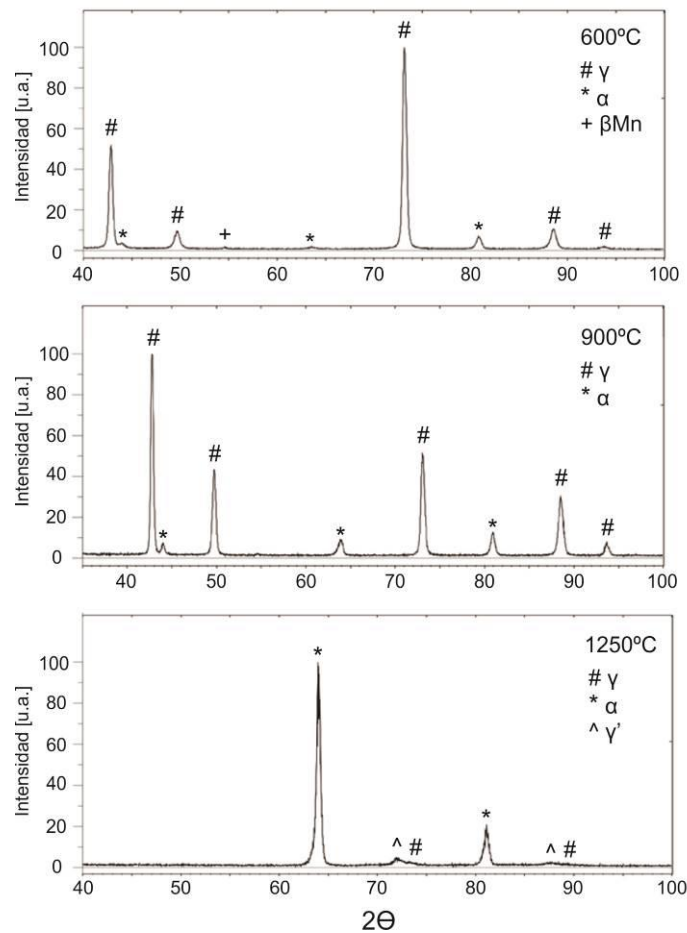 600ºC
# γ
* α
+ βMn
Intensidad [u.a.]
100
80
60
40
20
0
# * # + * # * # #
40 50 60 70 80 90 100
900ºC
# γ
* α
Intensidad [u.a.]
100
80
60
40
20
0
# * # * # * # #
40 50 60 70 80 90 100
1250ºC
# γ
* α
^ γ’
Intensidad [u.a.]
100
80
60
40
20
0
* ^ # * ^ #
40 50 60 70 80 90 100
2Θ